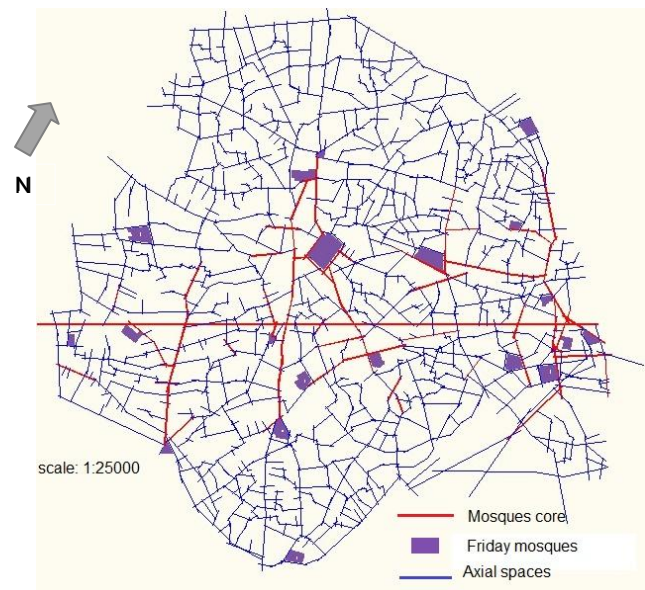 N
scale: 1:25000
Mosques core
Friday mosques
Axial spaces